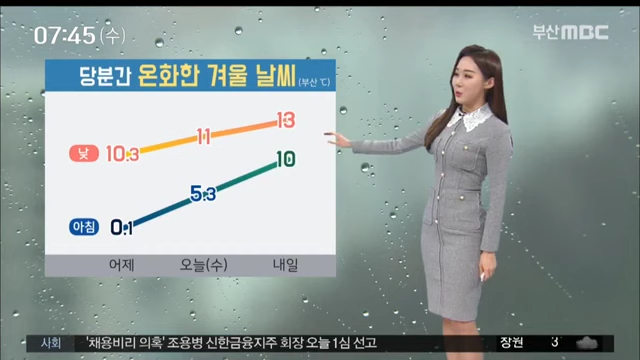 07:45 (수)
부산MBC
당분간 온화한 겨울 날씨 (부산 ℃)
낮 10.3 11 13
아침 0.1 5.3 10
어제 오늘(수) 내일
사회 '채용비리 의혹' 조용병 신한금융지주 회장 오늘 1심 선고 장원 3°